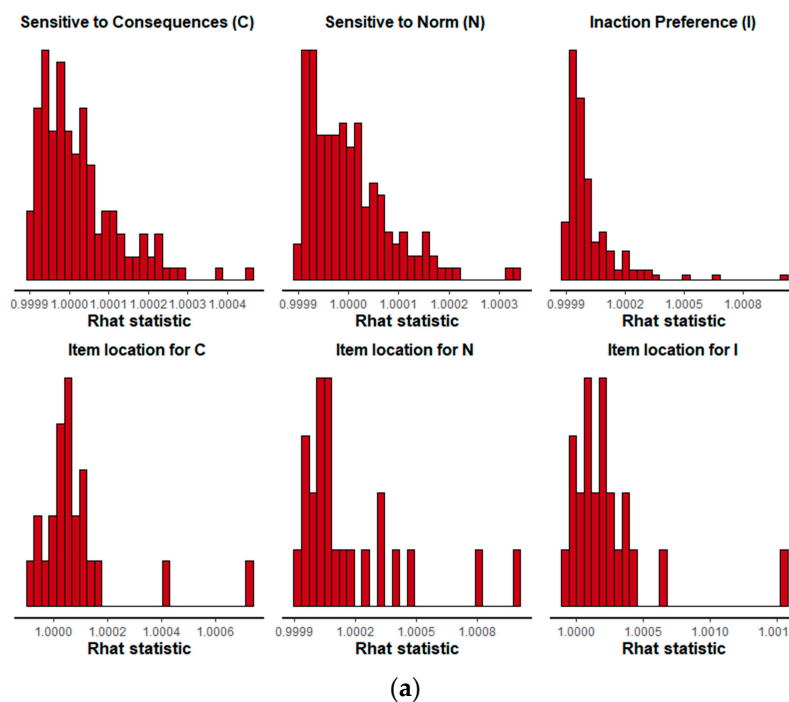 Sensitive to Consequences (C) Sensitive to Norm (N) Inaction Preference (I)
0.9999 1.0000 1.0001 1.0002 1.0003 1.0004 0.9999 1.0000 1.0001 1.0002 1.0003 0.9999 1.0002 1.0005 1.0008
Rhat statistic Rhat statistic Rhat statistic
Item location for C Item location for N Item location for I
1.0000 1.0002 1.0004 1.0006 0.9999 1.0002 1.0005 1.0008 1.0000 1.0005 1.0010 1.001
Rhat statistic Rhat statistic Rhat statistic
(a)